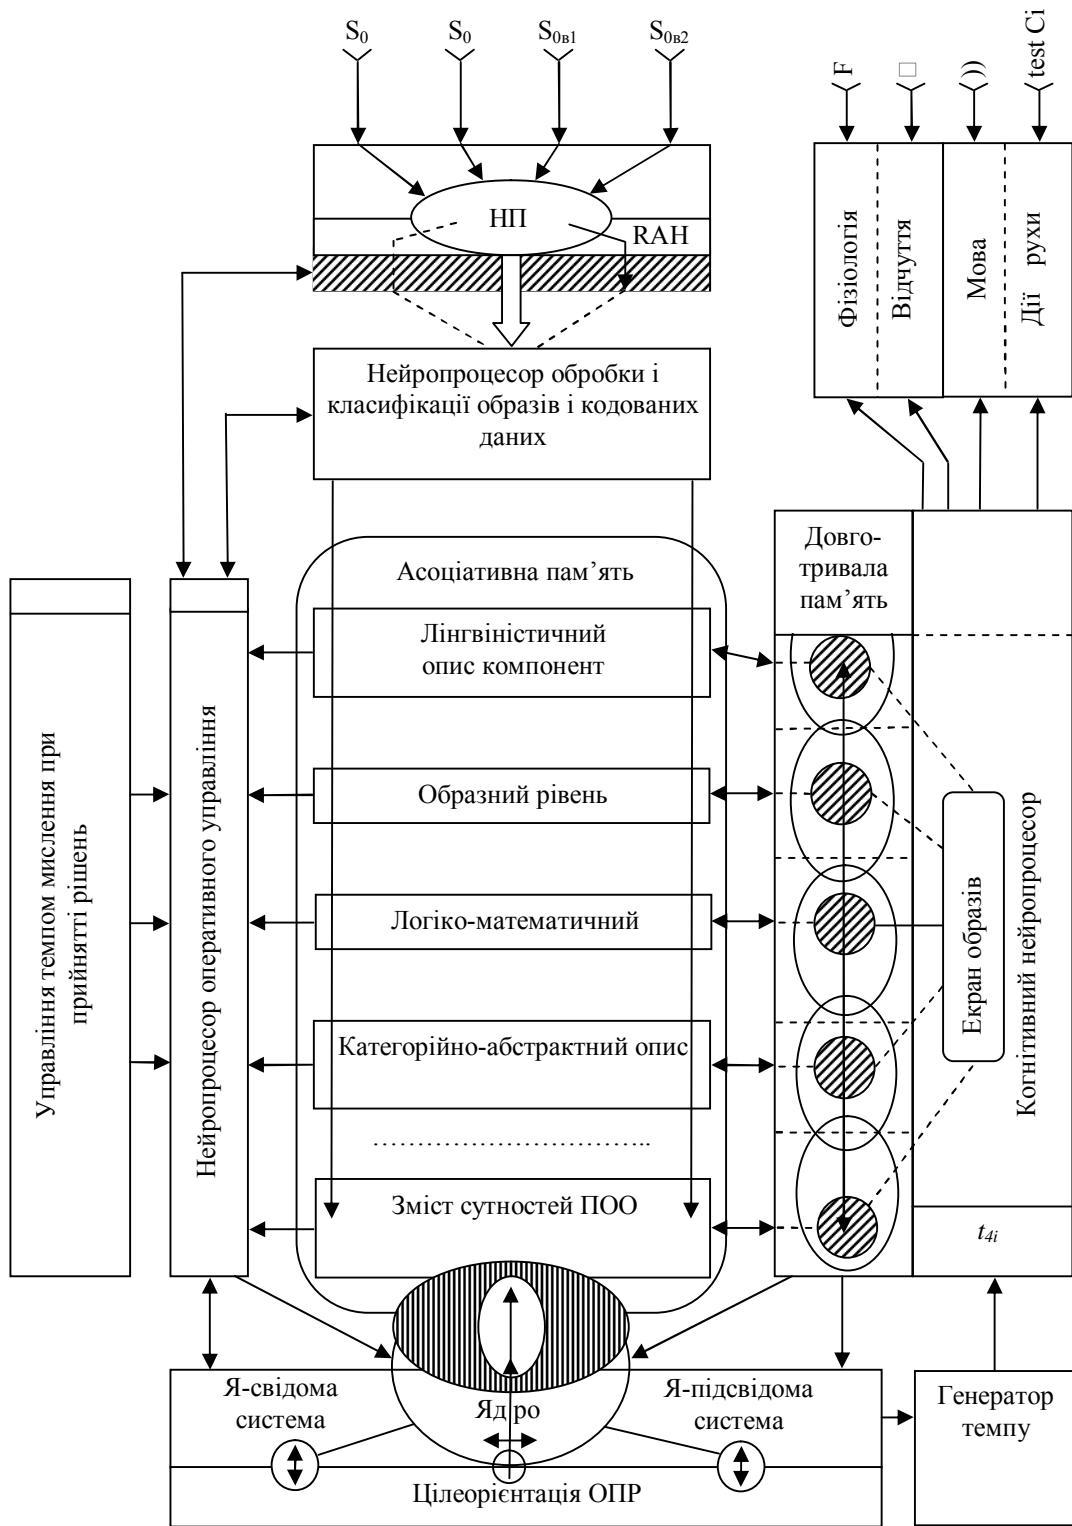 S0 S0 S0в1 S0в2
F
□
))
test Ci
НП
RAH
Фізіологія
Відчуття
Мова
Дії рухи
Нейропроцесор обробки і
класифікації образів і кодованих
даних
Довго-
тривала
пам’ять
Асоціативна пам’ять
Лінгвіністичний
опис компонент
Образний рівень
Логіко-математичний
Категорійно-абстрактний опис
…………………………..
Зміст сутностей ПОО
Управління темпом мислення при
прийнятті рішень
Нейропроцесор оперативного управління
Екран образів
Когнітивний нейропроцесор
t4i
Я-свідома
система
Ядро
Я-підсвідома
система
Генератор
темпу
Цілеорієнтація ОПР